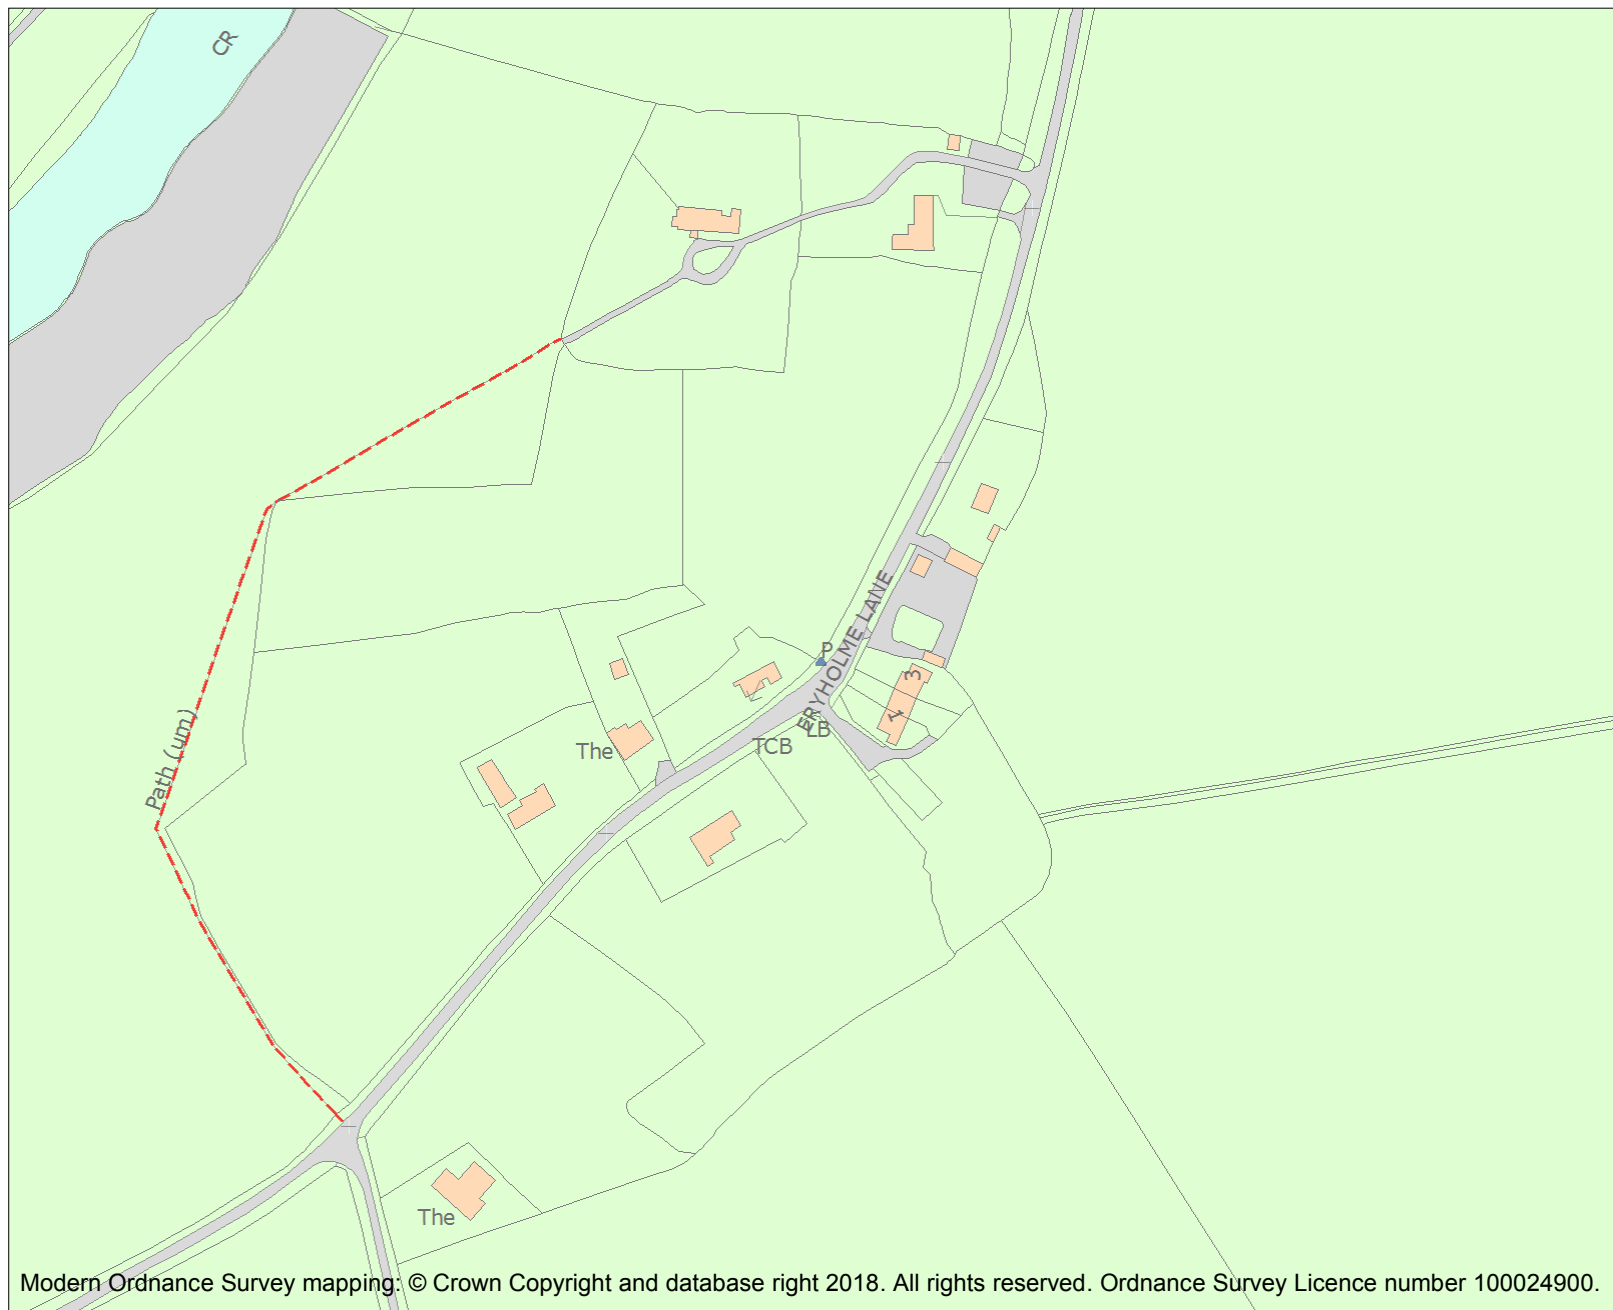 CR
P
ERYHOLME LANE
3
1
LB
TCB
The
Path (um)
The
Modern Ordnance Survey mapping: © Crown Copyright and database right 2018. All rights reserved. Ordnance Survey Licence number 100024900.